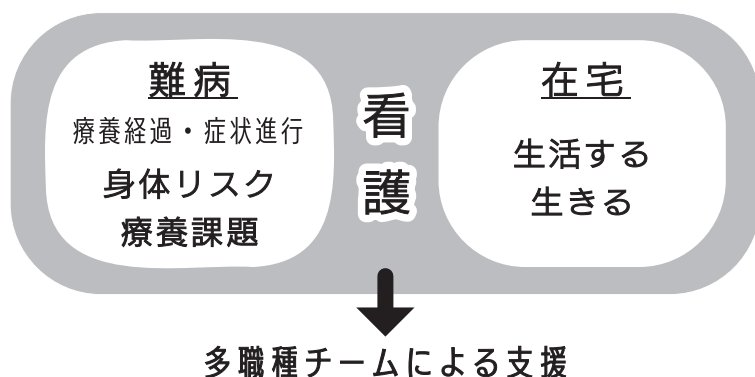 難病
療養経過・症状進行
身体リスク
療養課題
看護
在宅
生活する
生きる
多職種チームによる支援